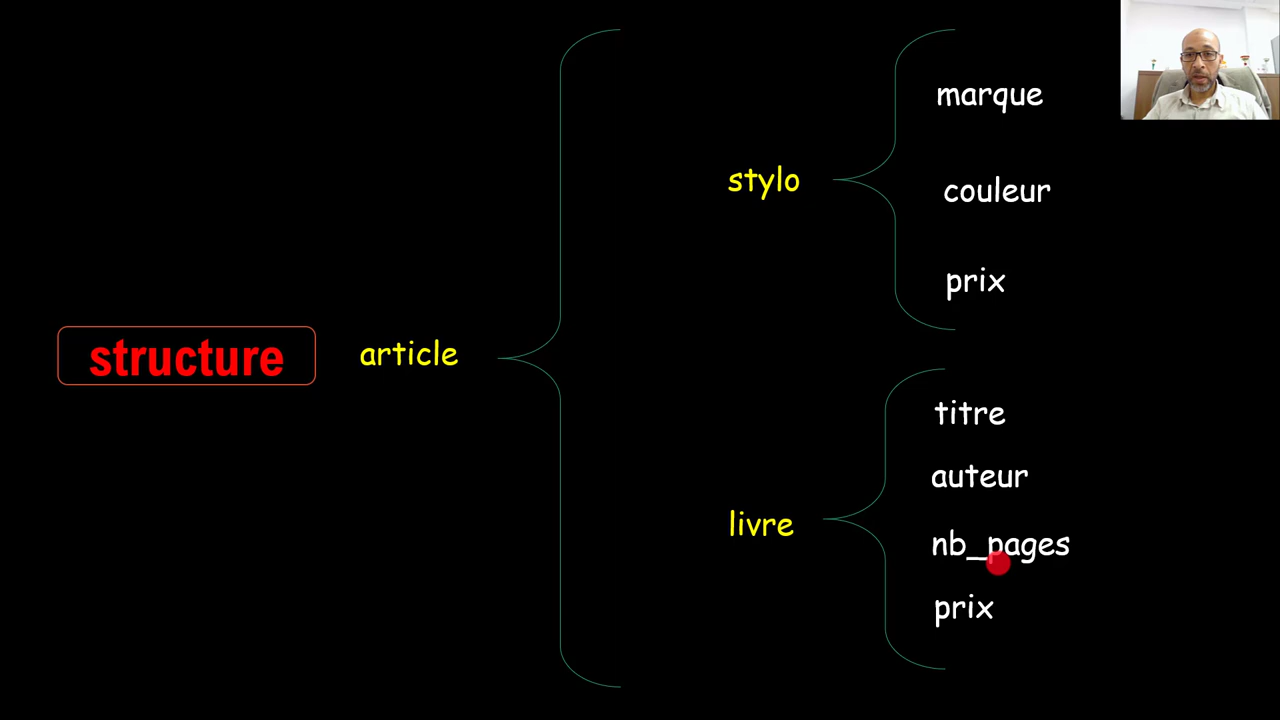 structure
article
stylo
marque
couleur
prix
livre
titre
auteur
nb_pages
prix